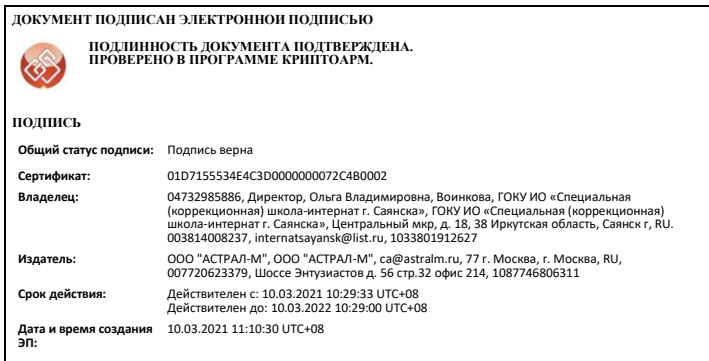 ДОКУМЕНТ ПОДПИСАН ЭЛЕКТРОННОЙ ПОДПИСЬЮ
ПОДЛИННОСТЬ ДОКУМЕНТА ПОДТВЕРЖДЕНА.
ПРОВЕРЕНО В ПРОГРАММЕ КРИПТОАРМ.
ПОДПИСЬ
Общий статус подписи: Подпись верна
Сертификат: 01D7155534E4C3D0000000072C4B0002
Владелец: 04732985886, Директор, Ольга Владимировна, Воинкова, ГОКУ ИО «Специальная
(коррекционная) школа-интернат г. Саянска», ГОКУ ИО «Специальная (коррекционная)
школа-интернат г. Саянска», Центральный мкр, д. 18, 38 Иркутская область, Саянск г, RU.
003814008237, internatsayansk@list.ru, 1033801912627
Издатель: ООО "АСТРАЛ-М", ООО "АСТРАЛ-М", ca@astralm.ru, 77 г. Москва, г. Москва, RU,
007720623379, Шоссе Энтузиастов д. 56 стр.32 офис 214, 1087746806311
Срок действия: Действителен с: 10.03.2021 10:29:33 UTC+08
Действителен до: 10.03.2022 10:29:00 UTC+08
Дата и время создания 10.03.2021 11:10:30 UTC+08
ЭП: